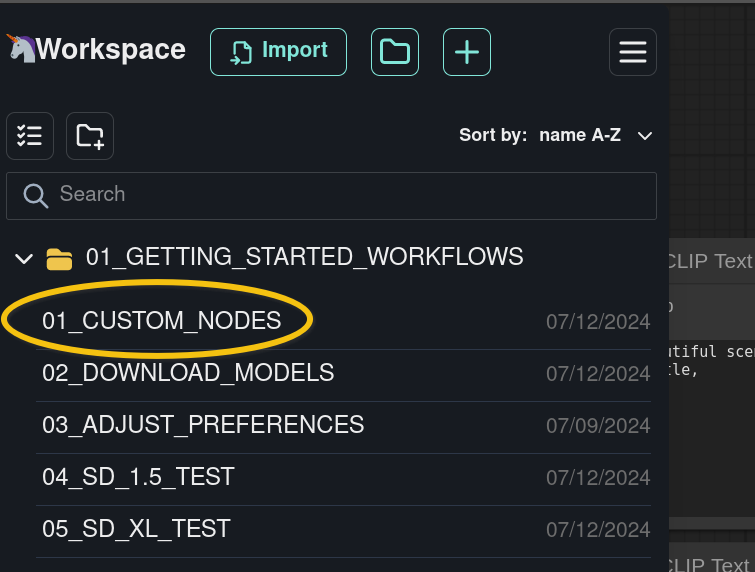 Workspace
Import
Sort by: name A-Z
Search
01_GETTING_STARTED_WORKFLOWS
01_CUSTOM_NODES 07/12/2024
02_DOWNLOAD_MODELS 07/12/2024
03_ADJUST_PREFERENCES 07/09/2024
04_SD_1.5_TEST 07/12/2024
05_SD_XL_TEST 07/12/2024
CLIP Text
utiful sce
tle,
CLIP Text